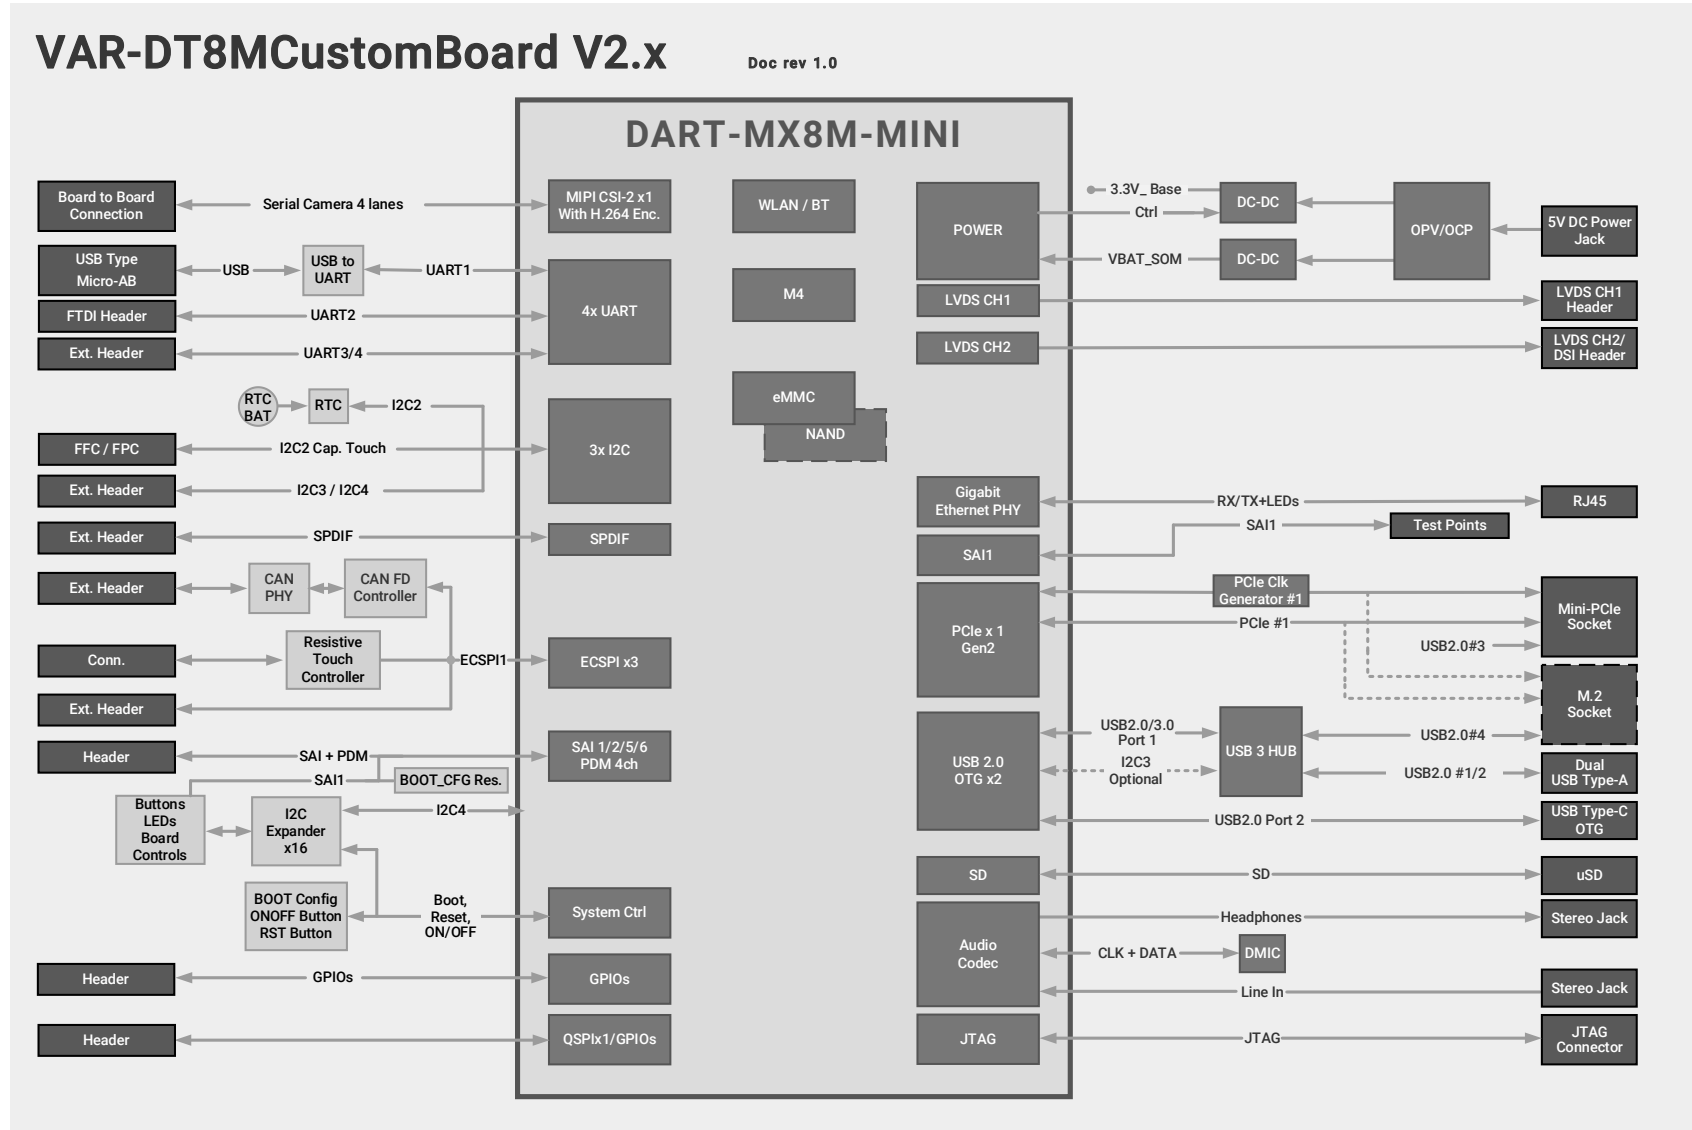 VAR-DT8MCustomBoard V2.x
Doc rev 1.0
DART-MX8M-MINI
Board to Board
Connection
Serial Camera 4 lanes
MIPI CSI-2 x1
With H.264 Enc.
USB Type
Micro-AB
USB
USB to
UART
UART1
FTDI Header
UART2
4x UART
Ext. Header
UART3/4
RTC
BAT
RTC
I2C2
FFC / FPC
I2C2 Cap. Touch
3x I2C
Ext. Header
I2C3 / I2C4
Ext. Header
SPDIF
SPDIF
Ext. Header
CAN
PHY
CAN FD
Controller
Conn.
Resistive
Touch
Controller
ECSPI1
ECSPI x3
Ext. Header
Header
SAI + PDM
SAI 1/2/5/6
PDM 4ch
SAI1
BOOT_CFG Res.
Buttons
LEDs
Board
Controls
I2C
Expander
x16
I2C4
BOOT Config
ONOFF Button
RST Button
Boot,
Reset,
ON/OFF
System Ctrl
Header
GPIOs
GPIOs
Header
QSPIx1/GPIOs
WLAN / BT
M4
eMMC
NAND
POWER
3.3V_ Base
Ctrl
DC-DC
VBAT_SOM
DC-DC
OPV/OCP
5V DC Power
Jack
LVDS CH1
LVDS CH1
Header
LVDS CH2
LVDS CH2/
DSI Header
Gigabit
Ethernet PHY
RX/TX+LEDs
RJ45
SAI1
SAI1
Test Points
PCIe x 1
Gen2
PCIe Clk
Generator #1
PCIe #1
Mini-PCIe
Socket
USB2.0#3
M.2
Socket
USB 2.0
OTG x2
USB2.0/3.0
Port 1
I2C3
Optional
USB 3 HUB
USB2.0#4
USB2.0 #1/2
Dual
USB Type-A
USB2.0 Port 2
USB Type-C
OTG
SD
SD
uSD
Audio
Codec
Headphones
Stereo Jack
CLK + DATA
DMIC
Line In
Stereo Jack
JTAG
JTAG
JTAG
Connector